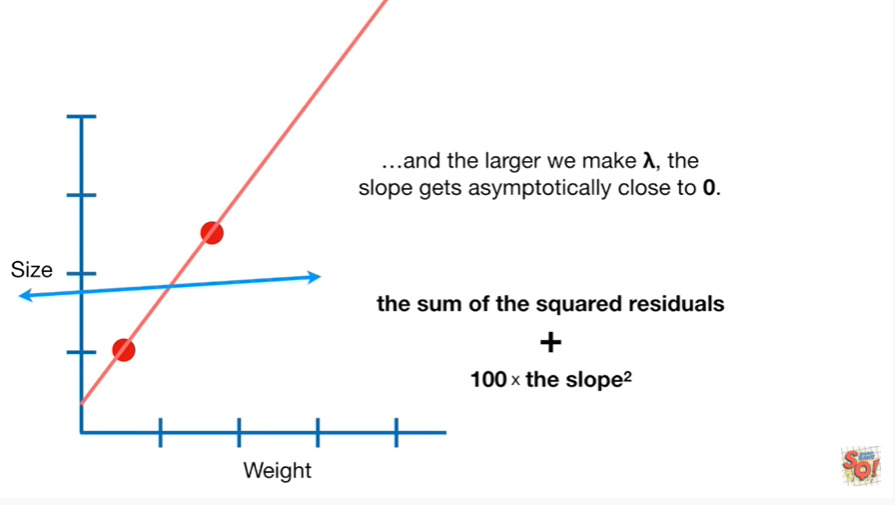 …and the larger we make λ, the
slope gets asymptotically close to 0.
Size
the sum of the squared residuals
+
100 x the slope²
Weight
SQ!